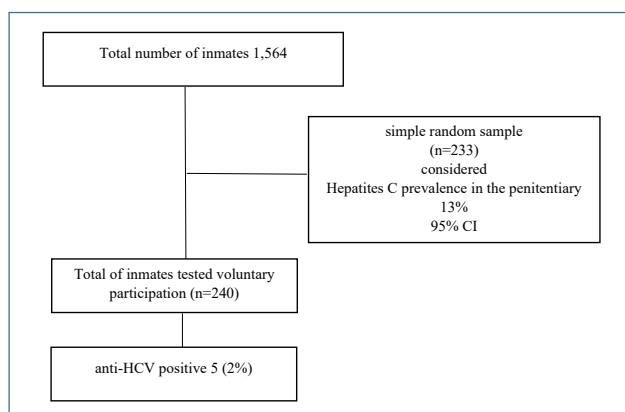 Total number of inmates 1,564
simple random sample
(n=233)
considered
Hepatites C prevalence in the penitentiary
13%
95% CI
Total of inmates tested voluntary
participation (n=240)
anti-HCV positive 5 (2%)